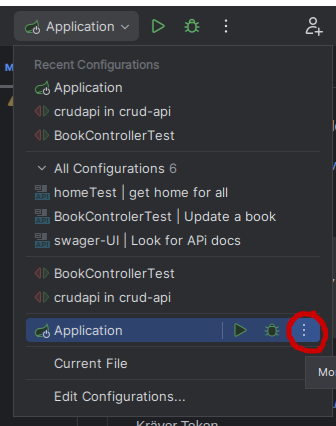 Application
Recent Configurations
Application
crudapi in crud-api
BookControllerTest
All Configurations 6
homeTest | get home for all
BookControlerTest | Update a book
swager-UI | Look for APi docs
BookControllerTest
crudapi in crud-api
Application
Current File
Mo
Edit Configurations...
Kräver Token